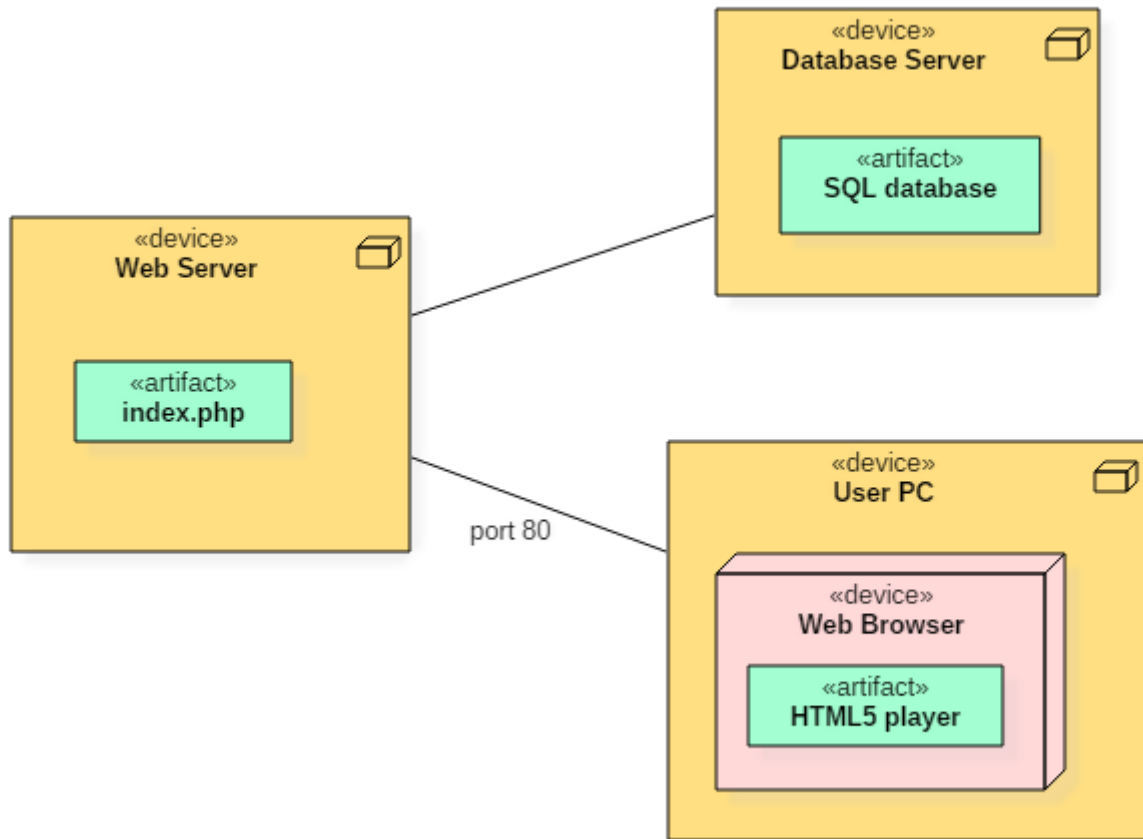 «device»
Database Server
«artifact»
SQL database
«device»
Web Server
«artifact»
index.php
port 80
«device»
User PC
«device»
Web Browser
«artifact»
HTML5 player